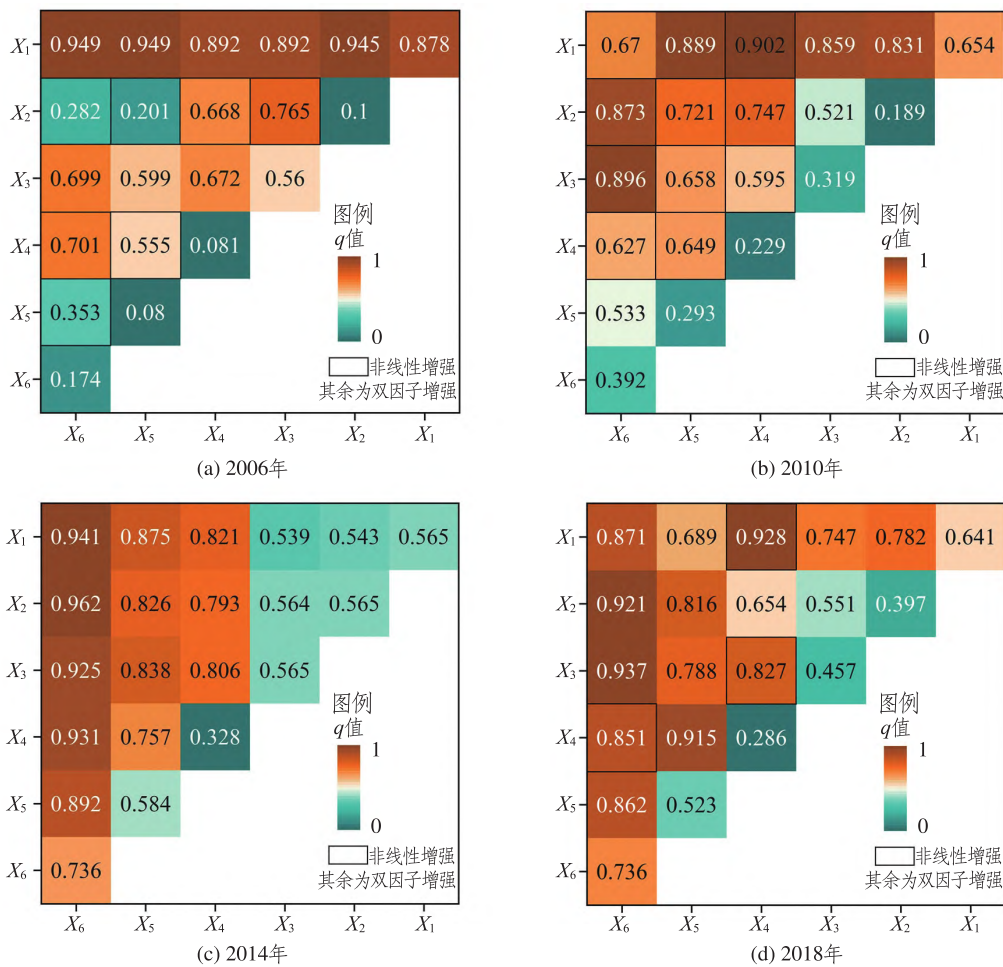 X₁ 0.949 0.949 0.892 0.892 0.945 0.878
X₂ 0.282 0.201 0.668 0.765 0.1
X₃ 0.699 0.599 0.672 0.56
X₄ 0.701 0.555 0.081
X₅ 0.353 0.08
X₆ 0.174
图例
q值
1
0
非线性增强
其余为双因子增强
X₆ X₅ X₄ X₃ X₂ X₁
(a) 2006年
X₁ 0.67 0.889 0.902 0.859 0.831 0.654
X₂ 0.873 0.721 0.747 0.521 0.189
X₃ 0.896 0.658 0.595 0.319
X₄ 0.627 0.649 0.229
X₅ 0.533 0.293
X₆ 0.392
图例
q值
1
0
非线性增强
其余为双因子增强
X₆ X₅ X₄ X₃ X₂ X₁
(b) 2010年
X₁ 0.941 0.875 0.821 0.539 0.543 0.565
X₂ 0.962 0.826 0.793 0.564 0.565
X₃ 0.925 0.838 0.806 0.565
X₄ 0.931 0.757 0.328
X₅ 0.892 0.584
X₆ 0.736
图例
q值
1
0
非线性增强
其余为双因子增强
X₆ X₅ X₄ X₃ X₂ X₁
(c) 2014年
X₁ 0.871 0.689 0.928 0.747 0.782 0.641
X₂ 0.921 0.816 0.654 0.551 0.397
X₃ 0.937 0.788 0.827 0.457
X₄ 0.851 0.915 0.286
X₅ 0.862 0.523
X₆ 0.736
图例
q值
1
0
非线性增强
其余为双因子增强
X₆ X₅ X₄ X₃ X₂ X₁
(d) 2018年